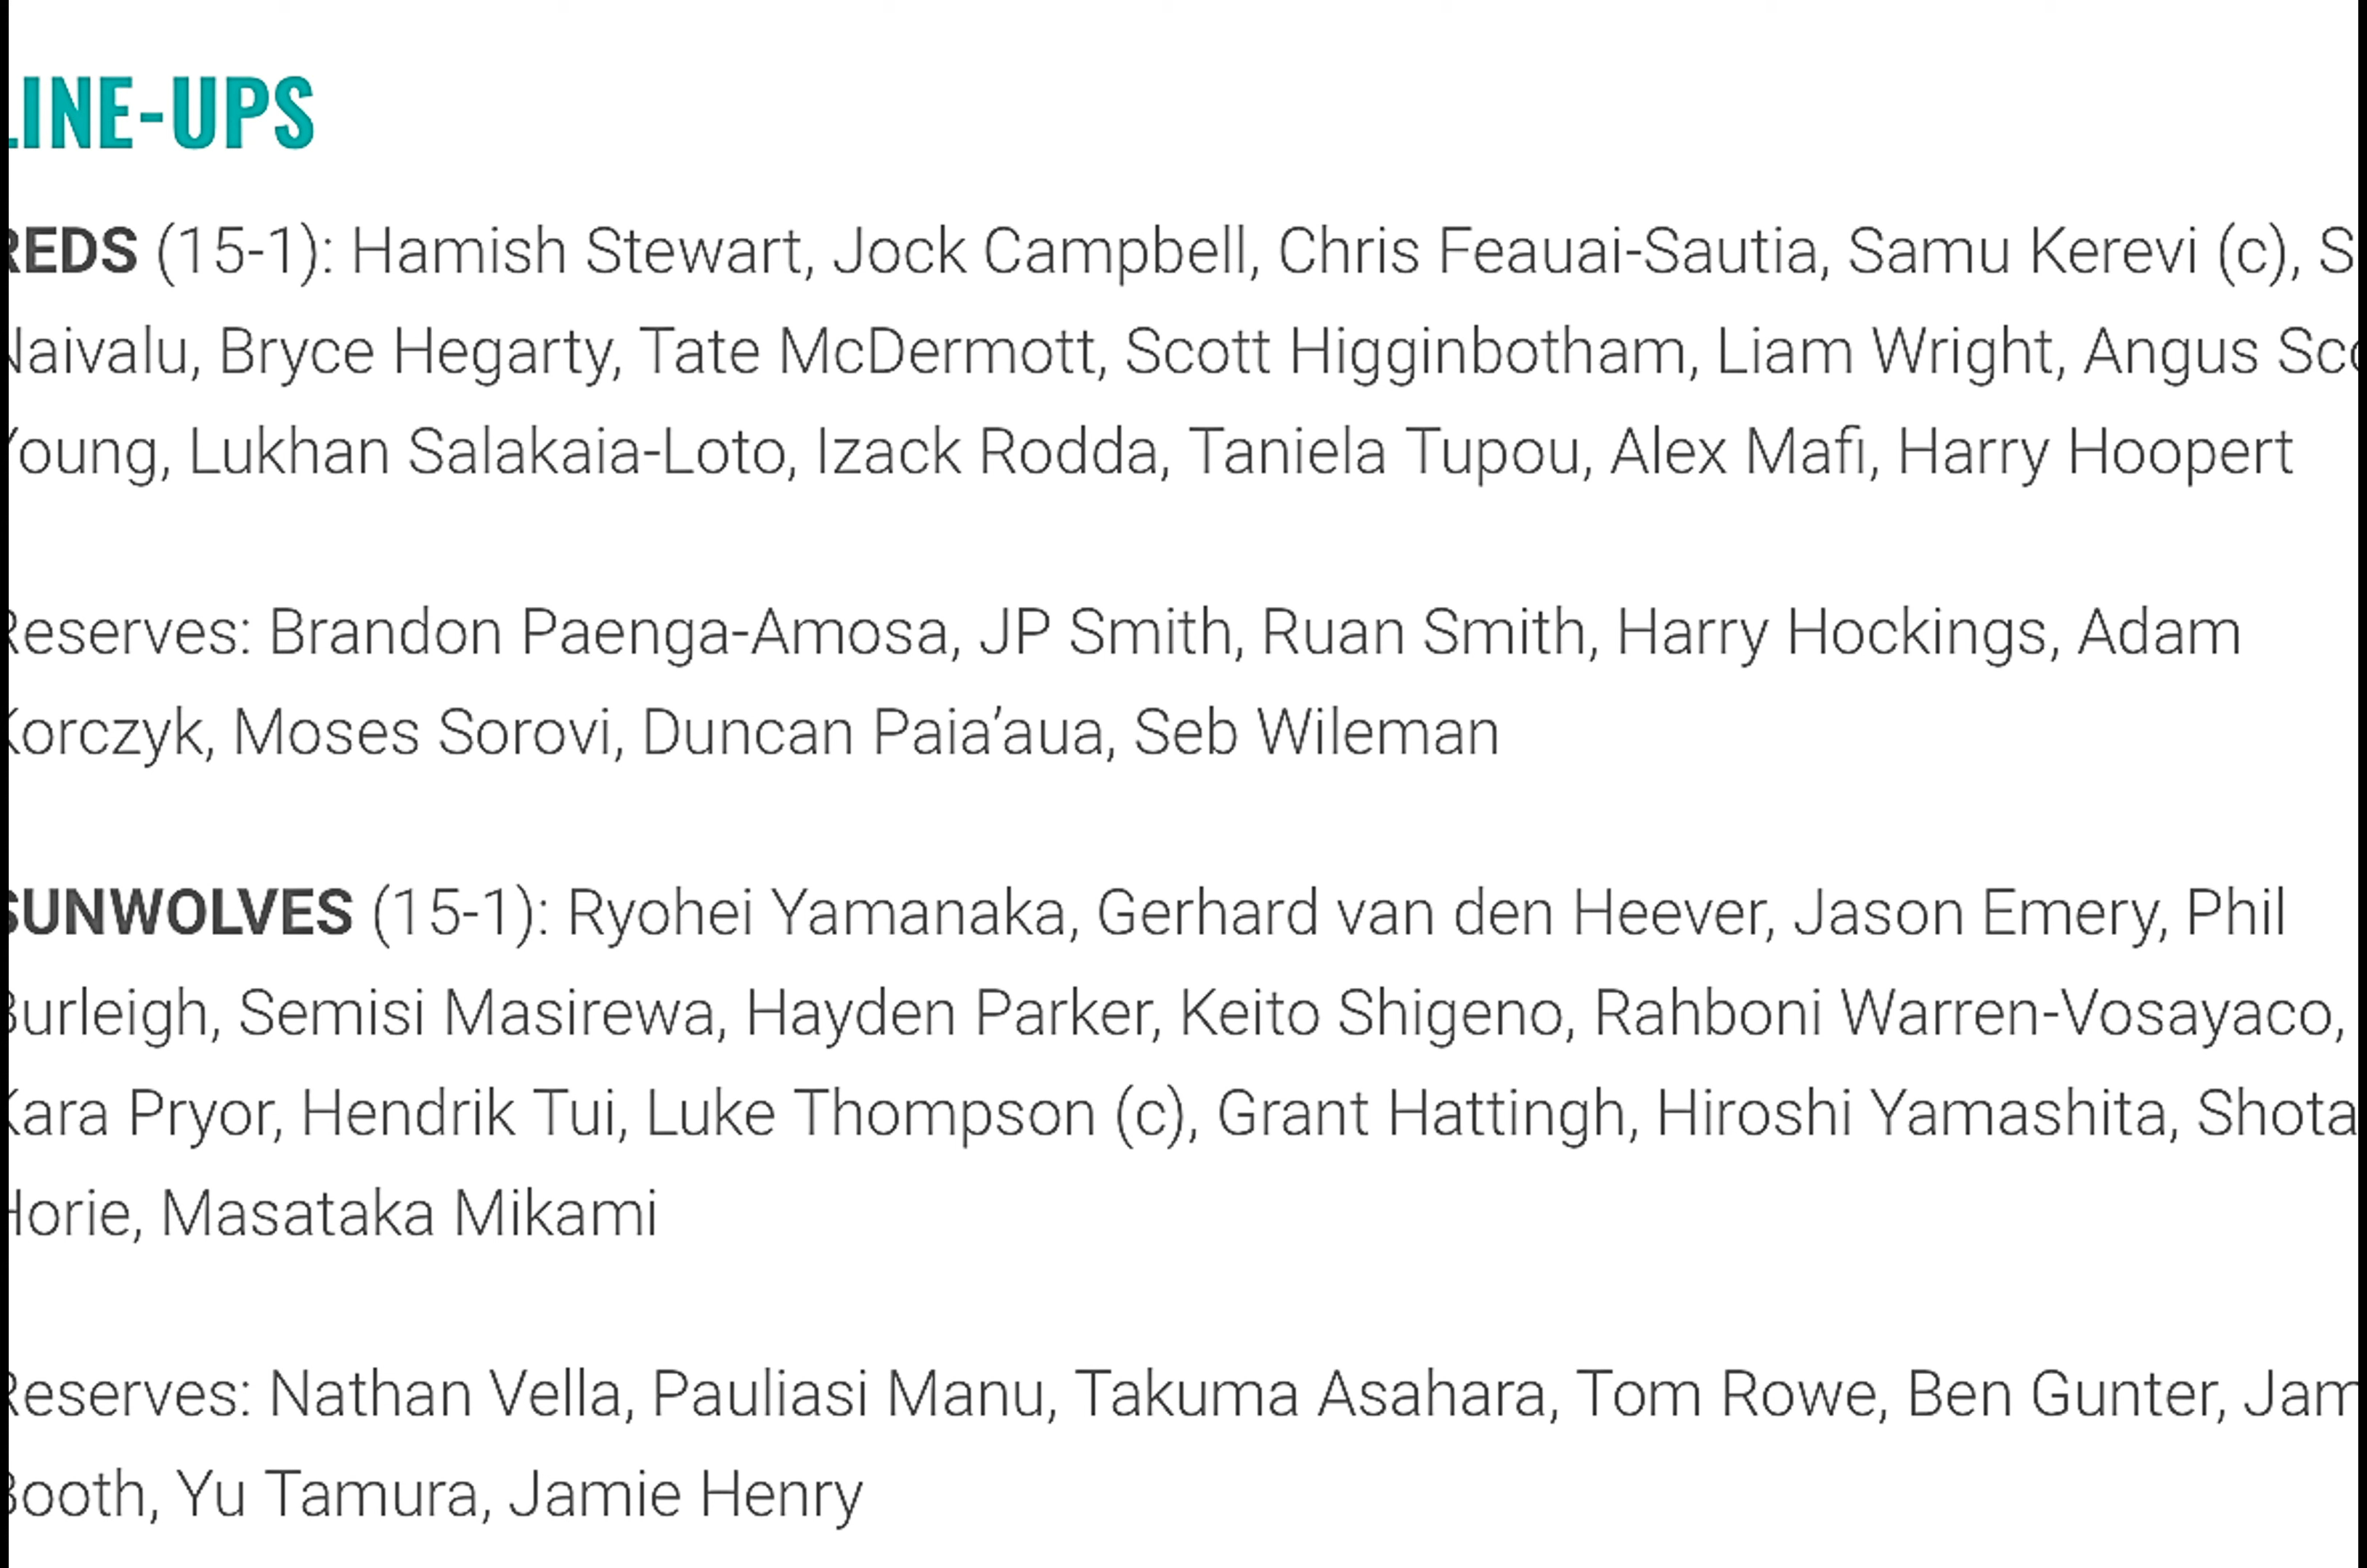 LINE-UPS
REDS (15-1): Hamish Stewart, Jock Campbell, Chris Feauai-Sautia, Samu Kerevi (c), S
Naivalu, Bryce Hegarty, Tate McDermott, Scott Higginbotham, Liam Wright, Angus Sco
Young, Lukhan Salakaia-Loto, Izack Rodda, Taniela Tupou, Alex Mafi, Harry Hoopert
Reserves: Brandon Paenga-Amosa, JP Smith, Ruan Smith, Harry Hockings, Adam
Korczyk, Moses Sorovi, Duncan Paia’aua, Seb Wileman
SUNWOLVES (15-1): Ryohei Yamanaka, Gerhard van den Heever, Jason Emery, Phil
Burleigh, Semisi Masirewa, Hayden Parker, Keito Shigeno, Rahboni Warren-Vosayaco,
Kara Pryor, Hendrik Tui, Luke Thompson (c), Grant Hattingh, Hiroshi Yamashita, Shota
Horie, Masataka Mikami
Reserves: Nathan Vella, Pauliasi Manu, Takuma Asahara, Tom Rowe, Ben Gunter, Jam
Booth, Yu Tamura, Jamie Henry